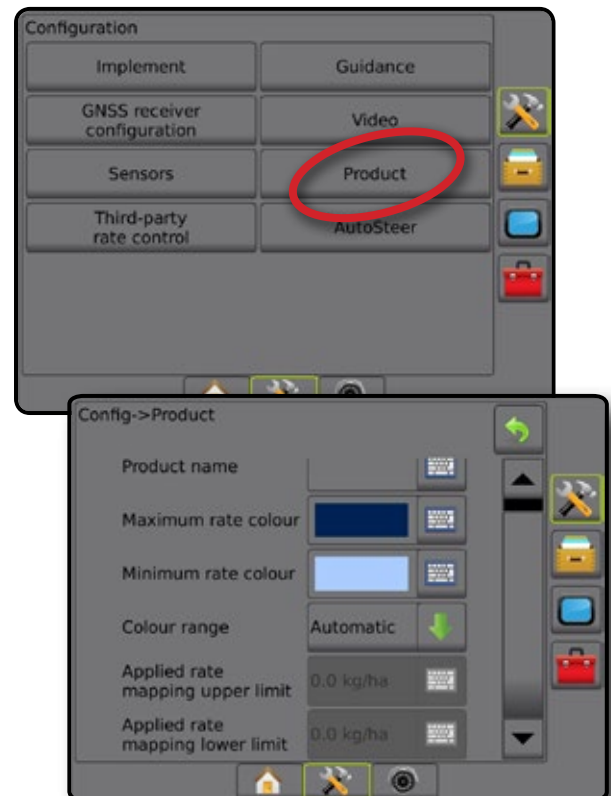 Configuration
Implement
Guidance
GNSS receiver
configuration
Video
Sensors
Product
Third-party
rate control
AutoSteer
Config->Product
Product name
Maximum rate colour
Minimum rate colour
Colour range
Automatic
Applied rate
mapping upper limit
0.0 kg/ha
Applied rate
mapping lower limit
0.0 kg/ha